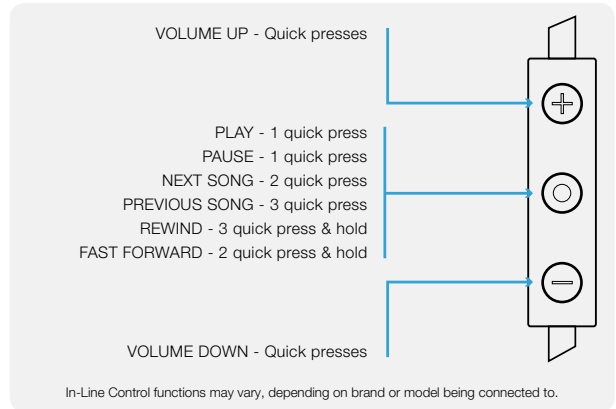 VOLUME UP - Quick presses
PLAY - 1 quick press
PAUSE - 1 quick press
NEXT SONG - 2 quick press
PREVIOUS SONG - 3 quick press
REWIND - 3 quick press & hold
FAST FORWARD - 2 quick press & hold
VOLUME DOWN - Quick presses
In-Line Control functions may vary, depending on brand or model being connected to.